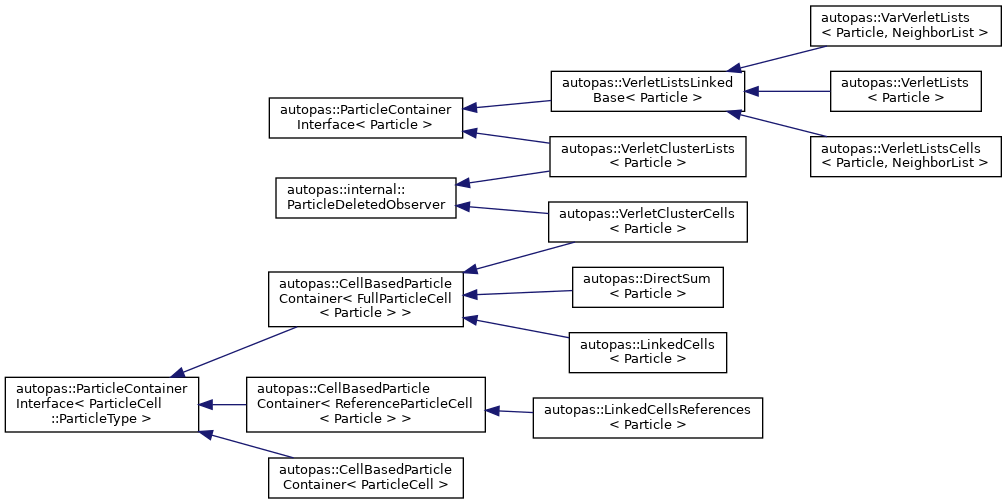 autopas::VarVerletLists
< Particle, NeighborList >
autopas::VerletListsLinked
Base< Particle >
autopas::VerletLists
< Particle >
autopas::ParticleContainer
Interface< Particle >
autopas::VerletClusterLists
< Particle >
autopas::VerletListsCells
< Particle, NeighborList >
autopas::internal::
ParticleDeletedObserver
autopas::VerletClusterCells
< Particle >
autopas::CellBasedParticle
Container< FullParticleCell
< Particle > >
autopas::DirectSum
< Particle >
autopas::LinkedCells
< Particle >
autopas::ParticleContainer
Interface< ParticleCell
::ParticleType >
autopas::CellBasedParticle
Container< ReferenceParticleCell
< Particle > >
autopas::LinkedCellsReferences
< Particle >
autopas::CellBasedParticle
Container< ParticleCell >